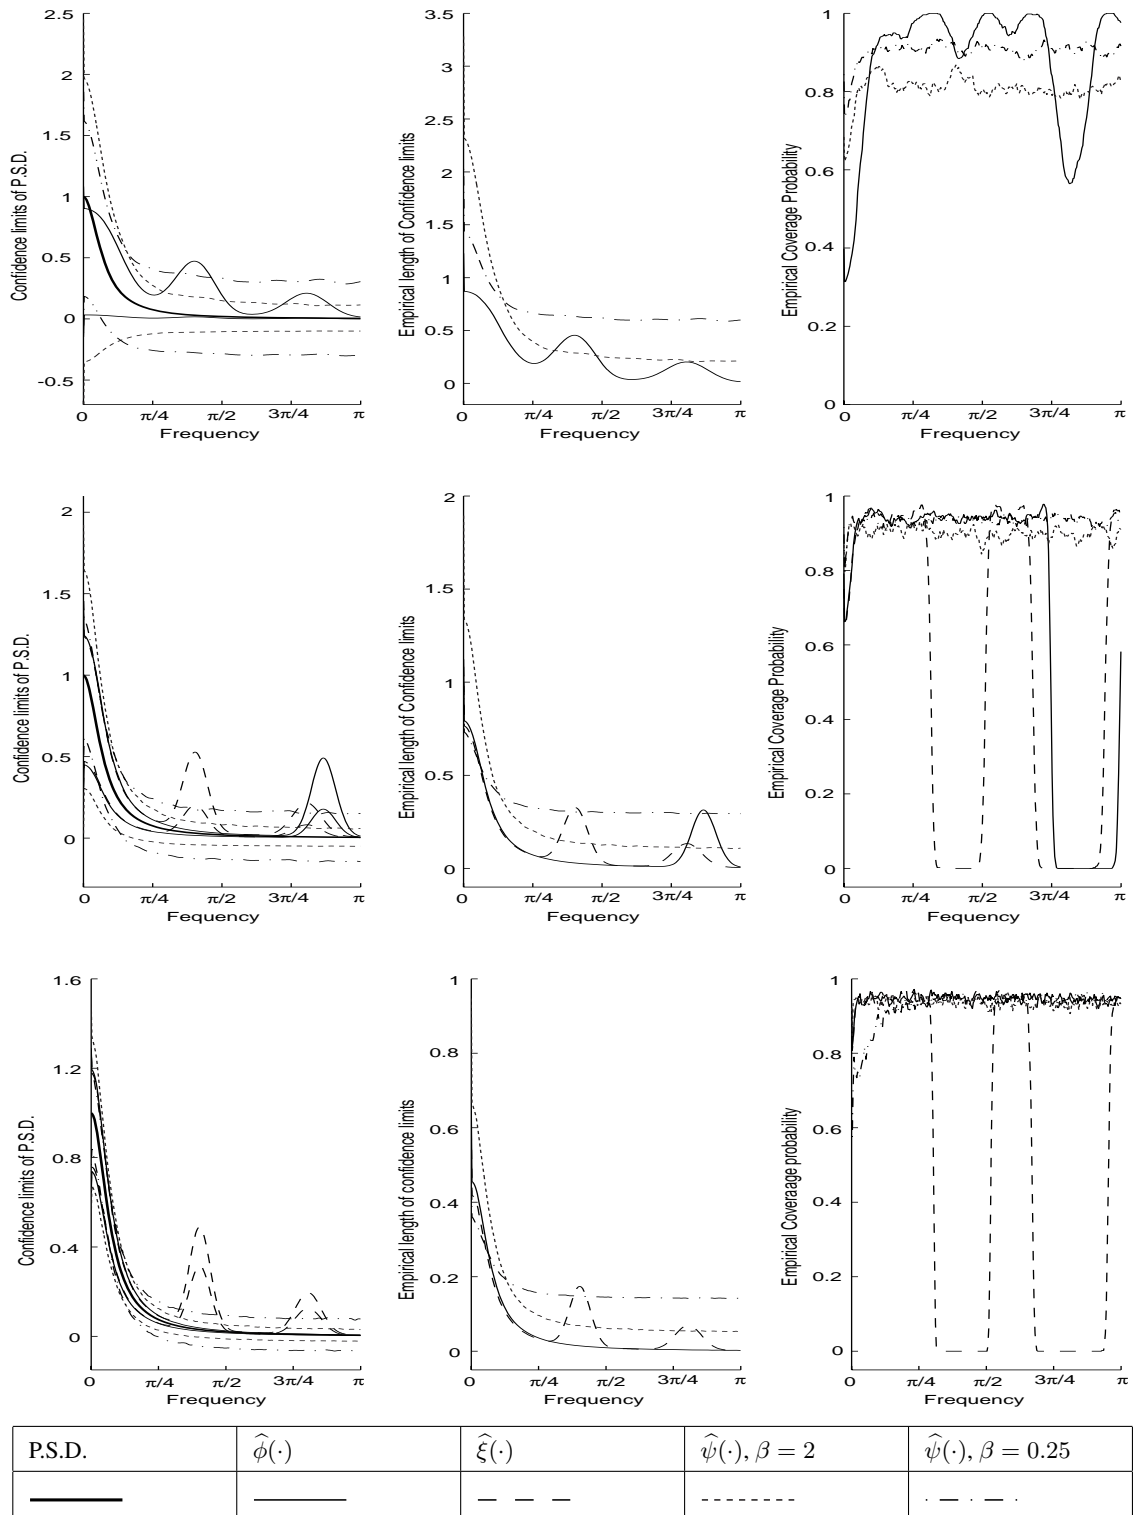 2.5
2
1.5
1
0.5
0
-0.5
Confidence limits of P.S.D.
0 π/4 π/2 3π/4 π
Frequency
3.5
3
2.5
2
1.5
1
0.5
0
Empirical length of Confidence limits
0 π/4 π/2 3π/4 π
Frequency
1
0.8
0.6
0.4
0.2
0
Empirical Coverage Probability
0 π/4 π/2 3π/4 π
Frequency
2
1.5
1
0.5
0
Confidence limits of P.S.D.
0 π/4 π/2 3π/4 π
Fequency
2
1.5
1
0.5
0
Empirical length of Confidence limits
0 π/4 π/2 3π/4 π
Fequency
1
0.8
0.6
0.4
0.2
0
Empirical Coverage Probability
0 π/4 π/2 3π/4 π
Fequency
1.6
1.2
0.8
0.4
0
Confidence limits of P.S.D.
0 π/4 π/2 3π/4 π
Frequency
1
0.8
0.6
0.4
0.2
0
Empirical length of confidence limits
0 π/4 π/2 3π/4 π
Frequency
1
0.8
0.6
0.4
0.2
0
Empirical Coveraage probability
0 π/4 π/2 3π/4 π
Frequency
P.S.D. φ̂(·) ξ̂(·) ψ̂(·), β = 2 ψ̂(·), β = 0.25